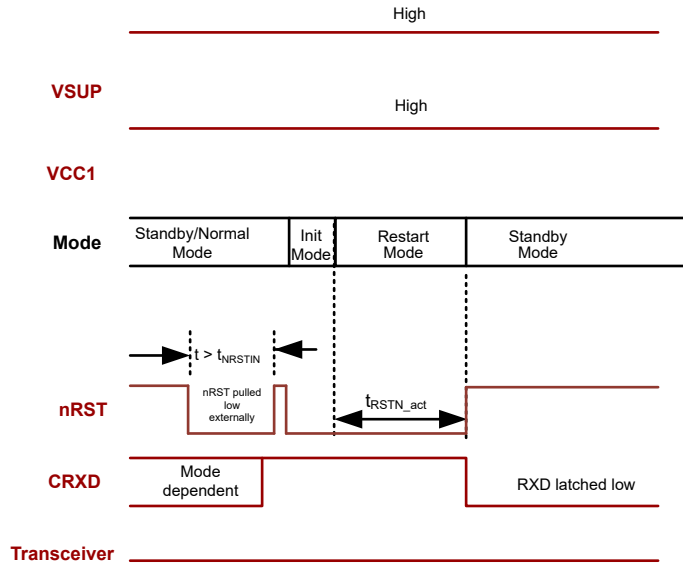 High
VSUP
High
VCC1
Mode
Standby/Normal
Mode
Init
Mode
Restart
Mode
Standby
Mode
t > tNRSTIN
nRST
nRST pulled
low
externally
tRSTN_act
CRXD
Mode
dependent
RXD latched low
Transceiver